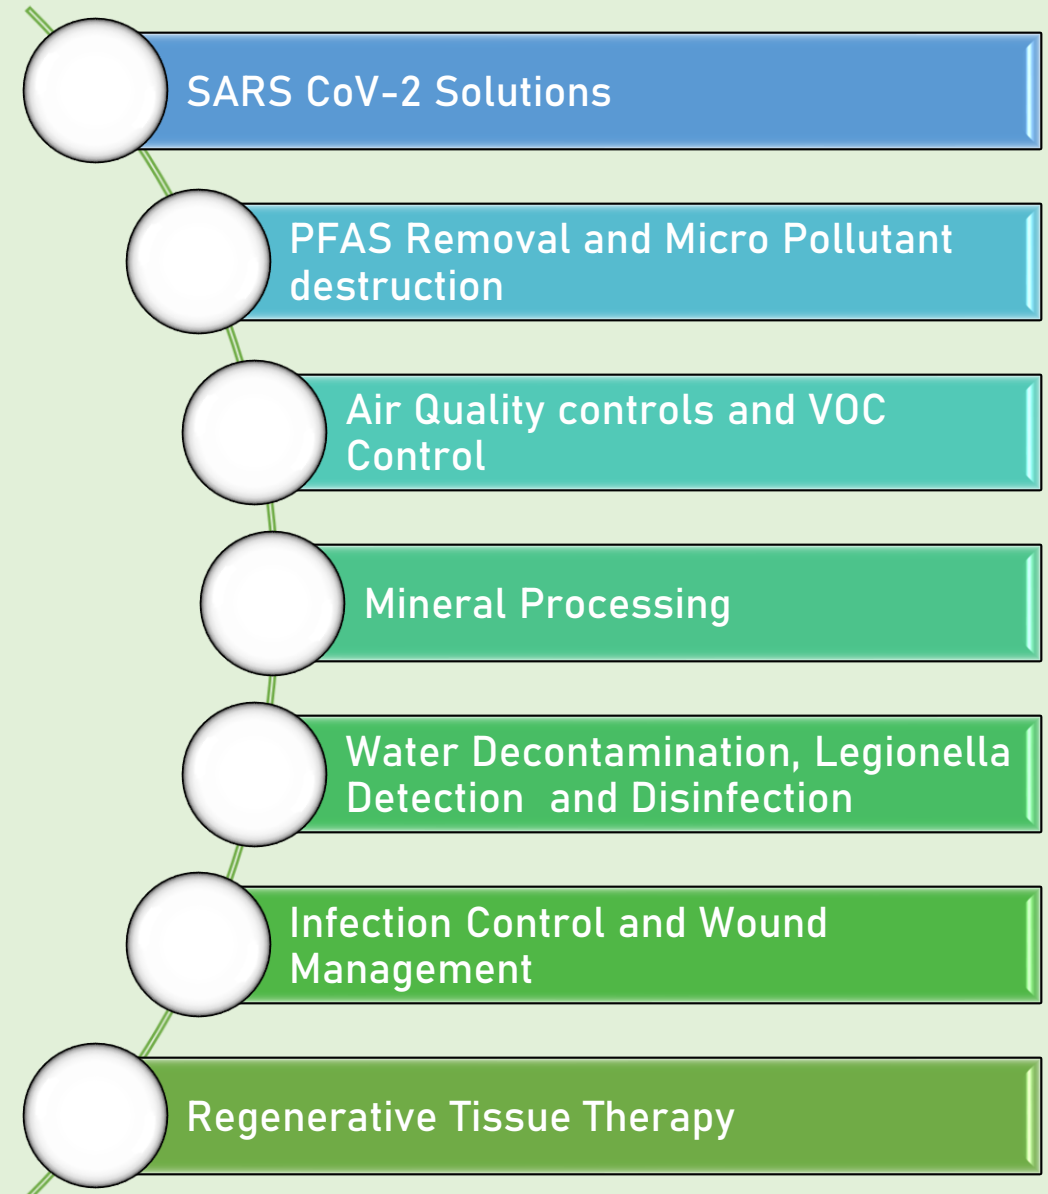 SARS CoV-2 Solutions
PFAS Removal and Micro Pollutant
destruction
Air Quality controls and VOC
Control
Mineral Processing
Water Decontamination, Legionella
Detection  and Disinfection
Infection Control and Wound
Management
Regenerative Tissue Therapy